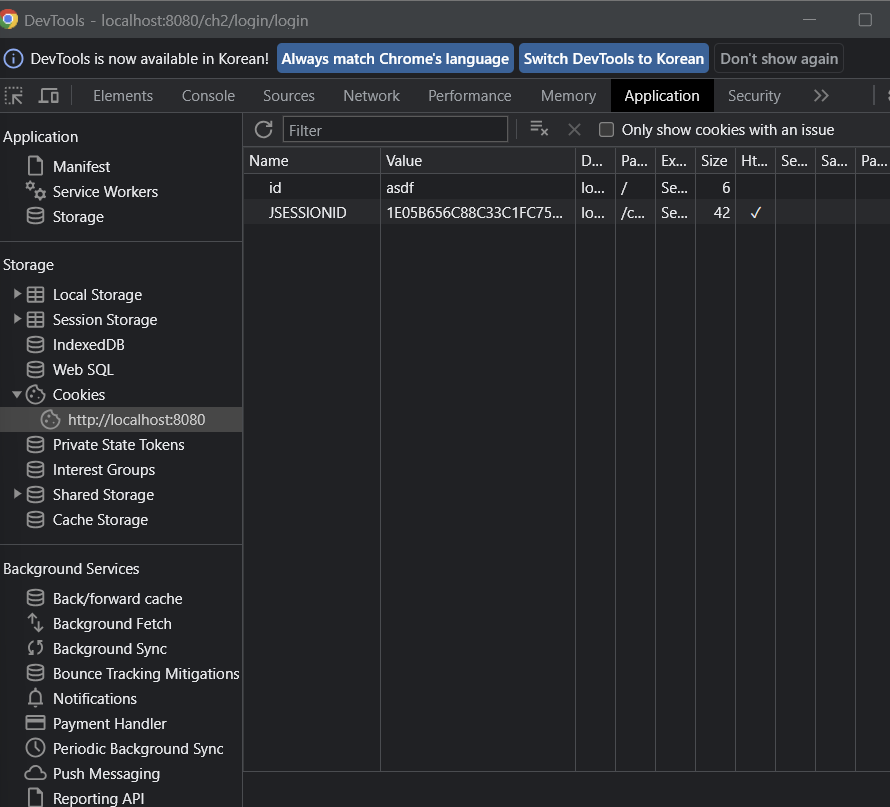 DevTools - localhost:8080/ch2/login/login
DevTools is now available in Korean! Always match Chrome's language Switch DevTools to Korean Don't show again
Elements Console Sources Network Performance Memory Application Security
Application
Manifest
Service Workers
Storage
Storage
Local Storage
Session Storage
IndexedDB
Web SQL
Cookies
http://localhost:8080
Private State Tokens
Interest Groups
Shared Storage
Cache Storage
Background Services
Back/forward cache
Background Fetch
Background Sync
Bounce Tracking Mitigations
Notifications
Payment Handler
Periodic Background Sync
Push Messaging
Reporting API
Filter Only show cookies with an issue
Name Value D... Pa... Ex... Size Ht... Se... Sa... Pa...
id asdf lo... / Se... 6
JSESSIONID 1E05B656C88C33C1FC75... lo... /c... Se... 42 ✓